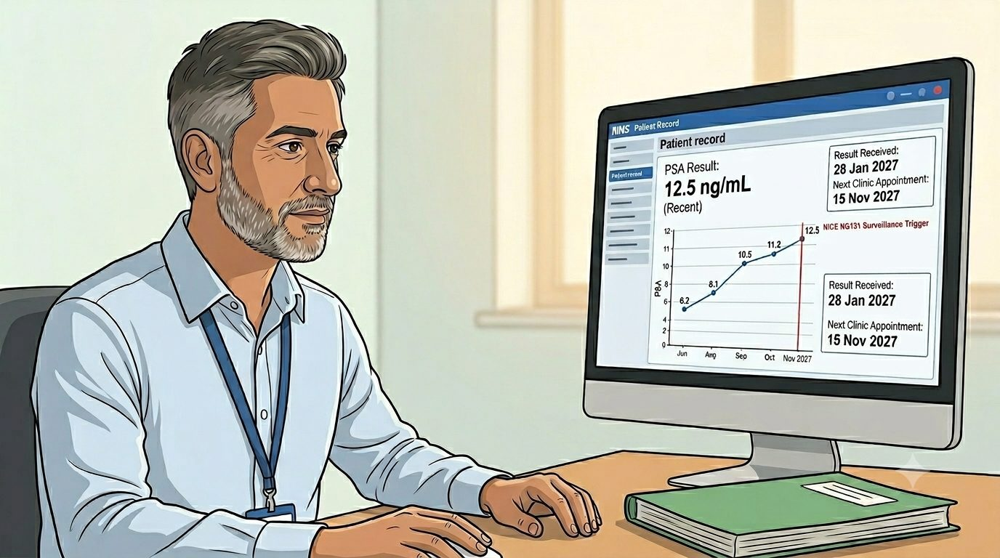 NINS Patient Record
Patient record
Patient record
PSA Result:
12.5 ng/mL
(Recent)
Result Received:
28 Jan 2027
Next Clinic Appointment:
15 Nov 2027
NICE NG131 Surveillance Trigger
12
11
10
8
6
4
2
0
PSA
6.2
8.1
10.5
11.2
12.5
Jun
Aug
Sep
Oct
Nov 2027
Result Received:
28 Jan 2027
Next Clinic Appointment:
15 Nov 2027